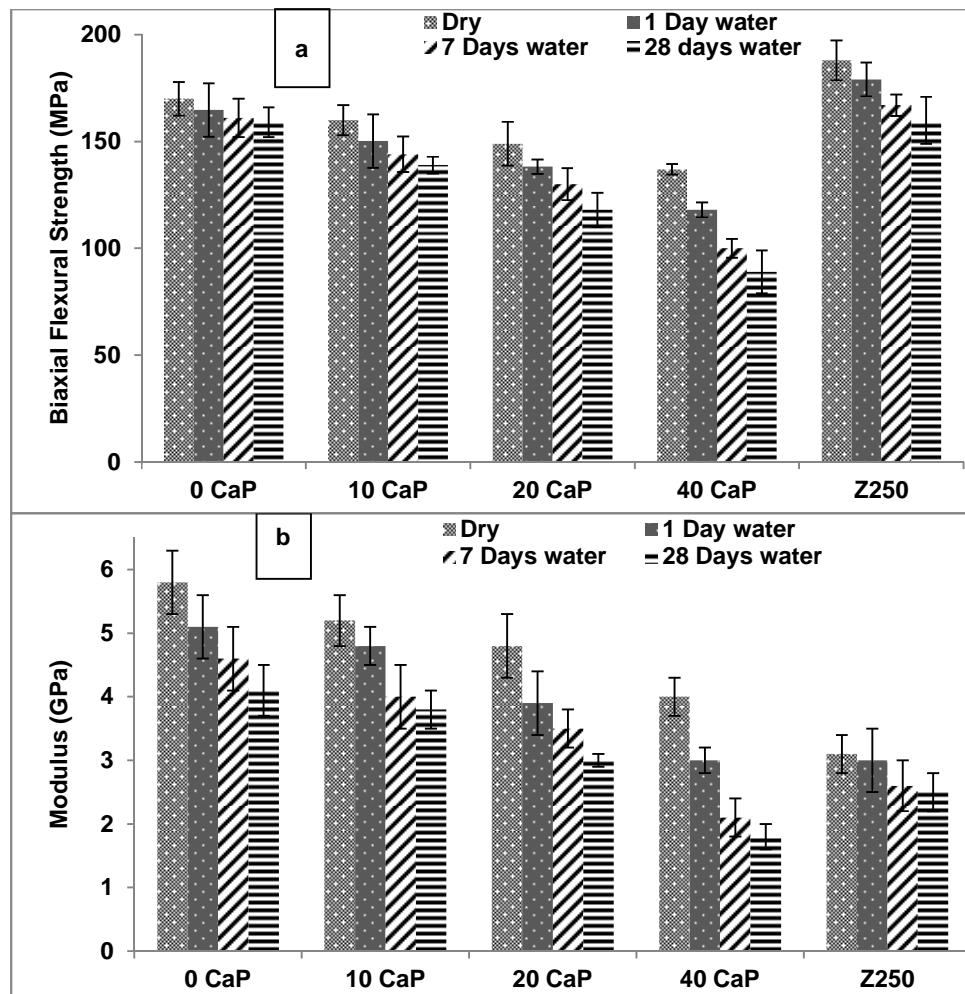 a
Dry
1 Day water
7 Days water
28 days water
Biaxial Flexural Strength (MPa)
200
150
100
50
0
0 CaP
10 CaP
20 CaP
40 CaP
Z250
b
Dry
1 Day water
7 Days water
28 Days water
Modulus (GPa)
6
5
4
3
2
1
0
0 CaP
10 CaP
20 CaP
40 CaP
Z250